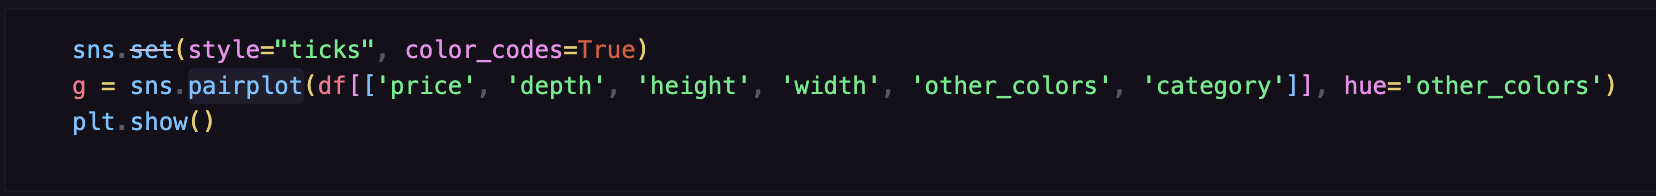 sns.set(style="ticks", color_codes=True)
g = sns.pairplot(df[['price', 'depth', 'height', 'width', 'other_colors', 'category']], hue='other_colors')
plt.show()